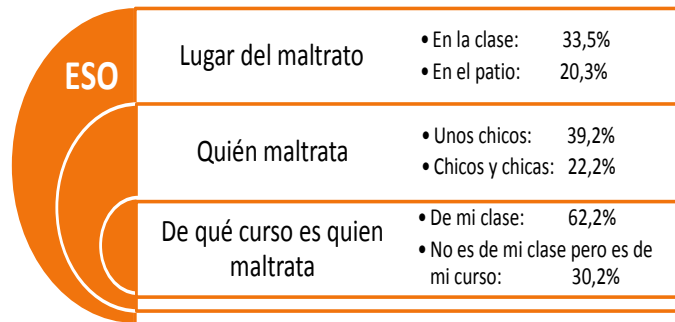 ESO
Lugar del maltrato
• En la clase: 33,5%
• En el patio: 20,3%
Quién maltrata
• Unos chicos: 39,2%
• Chicos y chicas: 22,2%
De qué curso es quien
maltrata
• De mi clase: 62,2%
• No es de mi clase pero es de
mi curso: 30,2%